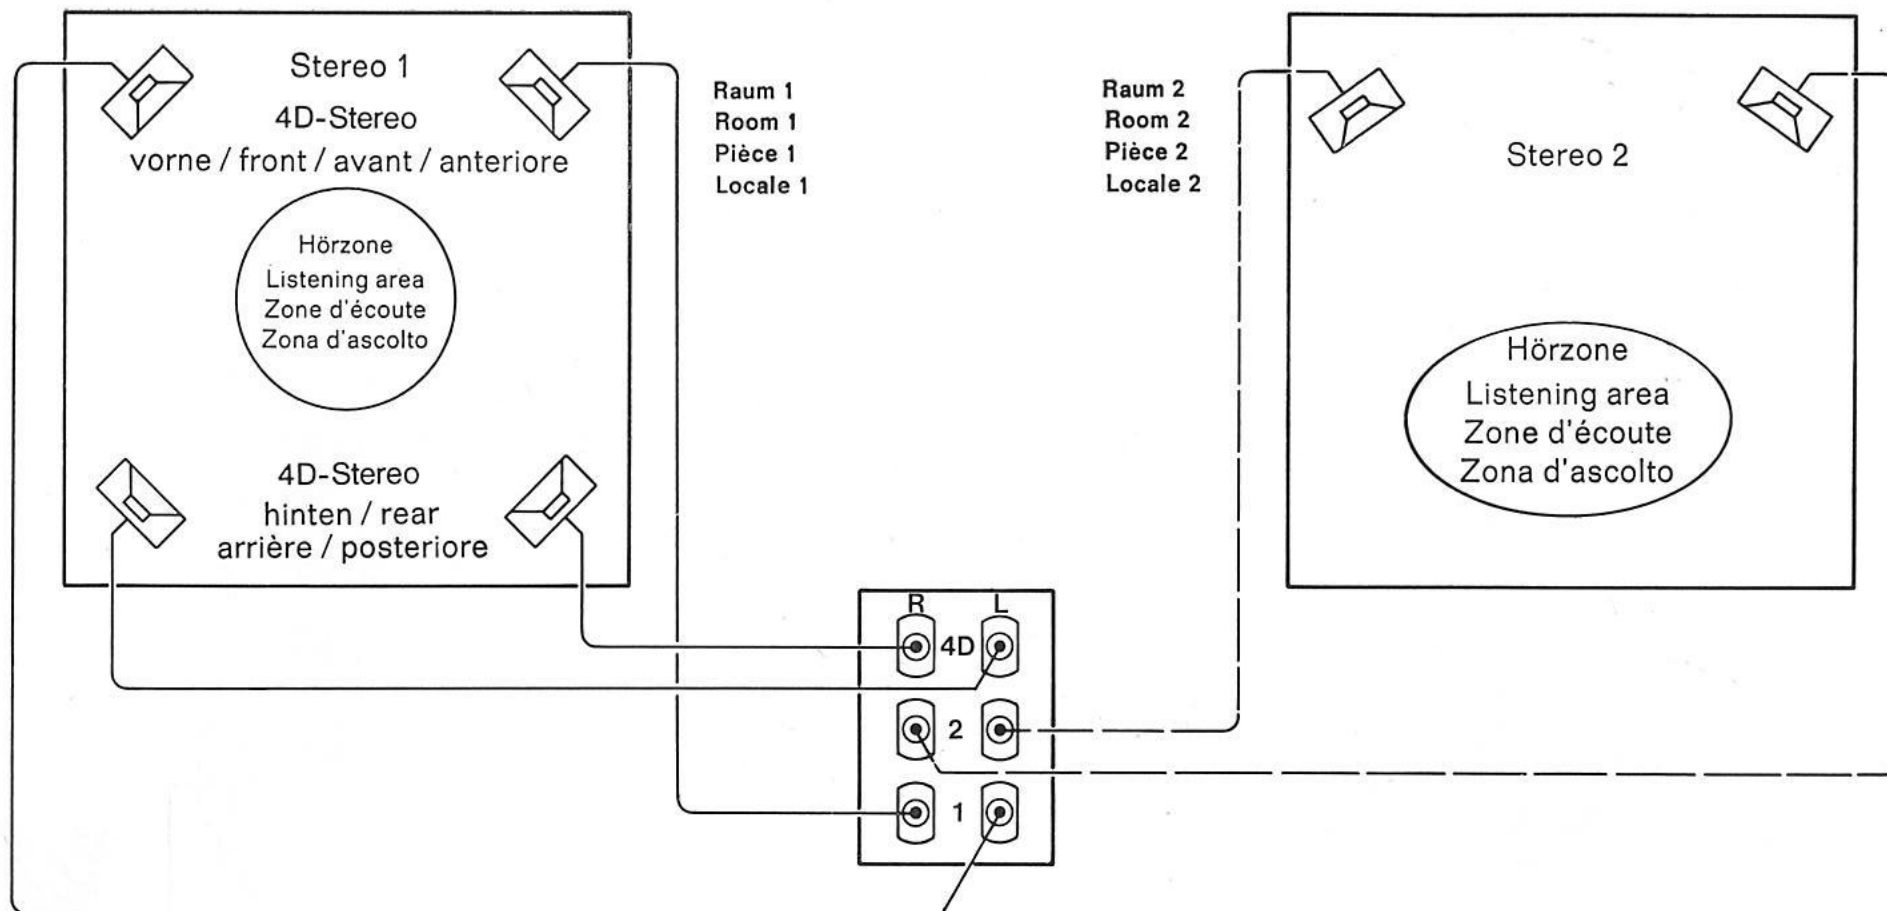 Stereo 1
4D-Stereo
vorne / front / avant / anteriore
Hörzone
Listening area
Zone d'écoute
Zona d'ascolto
4D-Stereo
hinten / rear
arrière / posteriore
Raum 1
Room 1
Pièce 1
Locale 1
Raum 2
Room 2
Pièce 2
Locale 2
Stereo 2
Hörzone
Listening area
Zone d'écoute
Zona d'ascolto
R L
4D
2
1